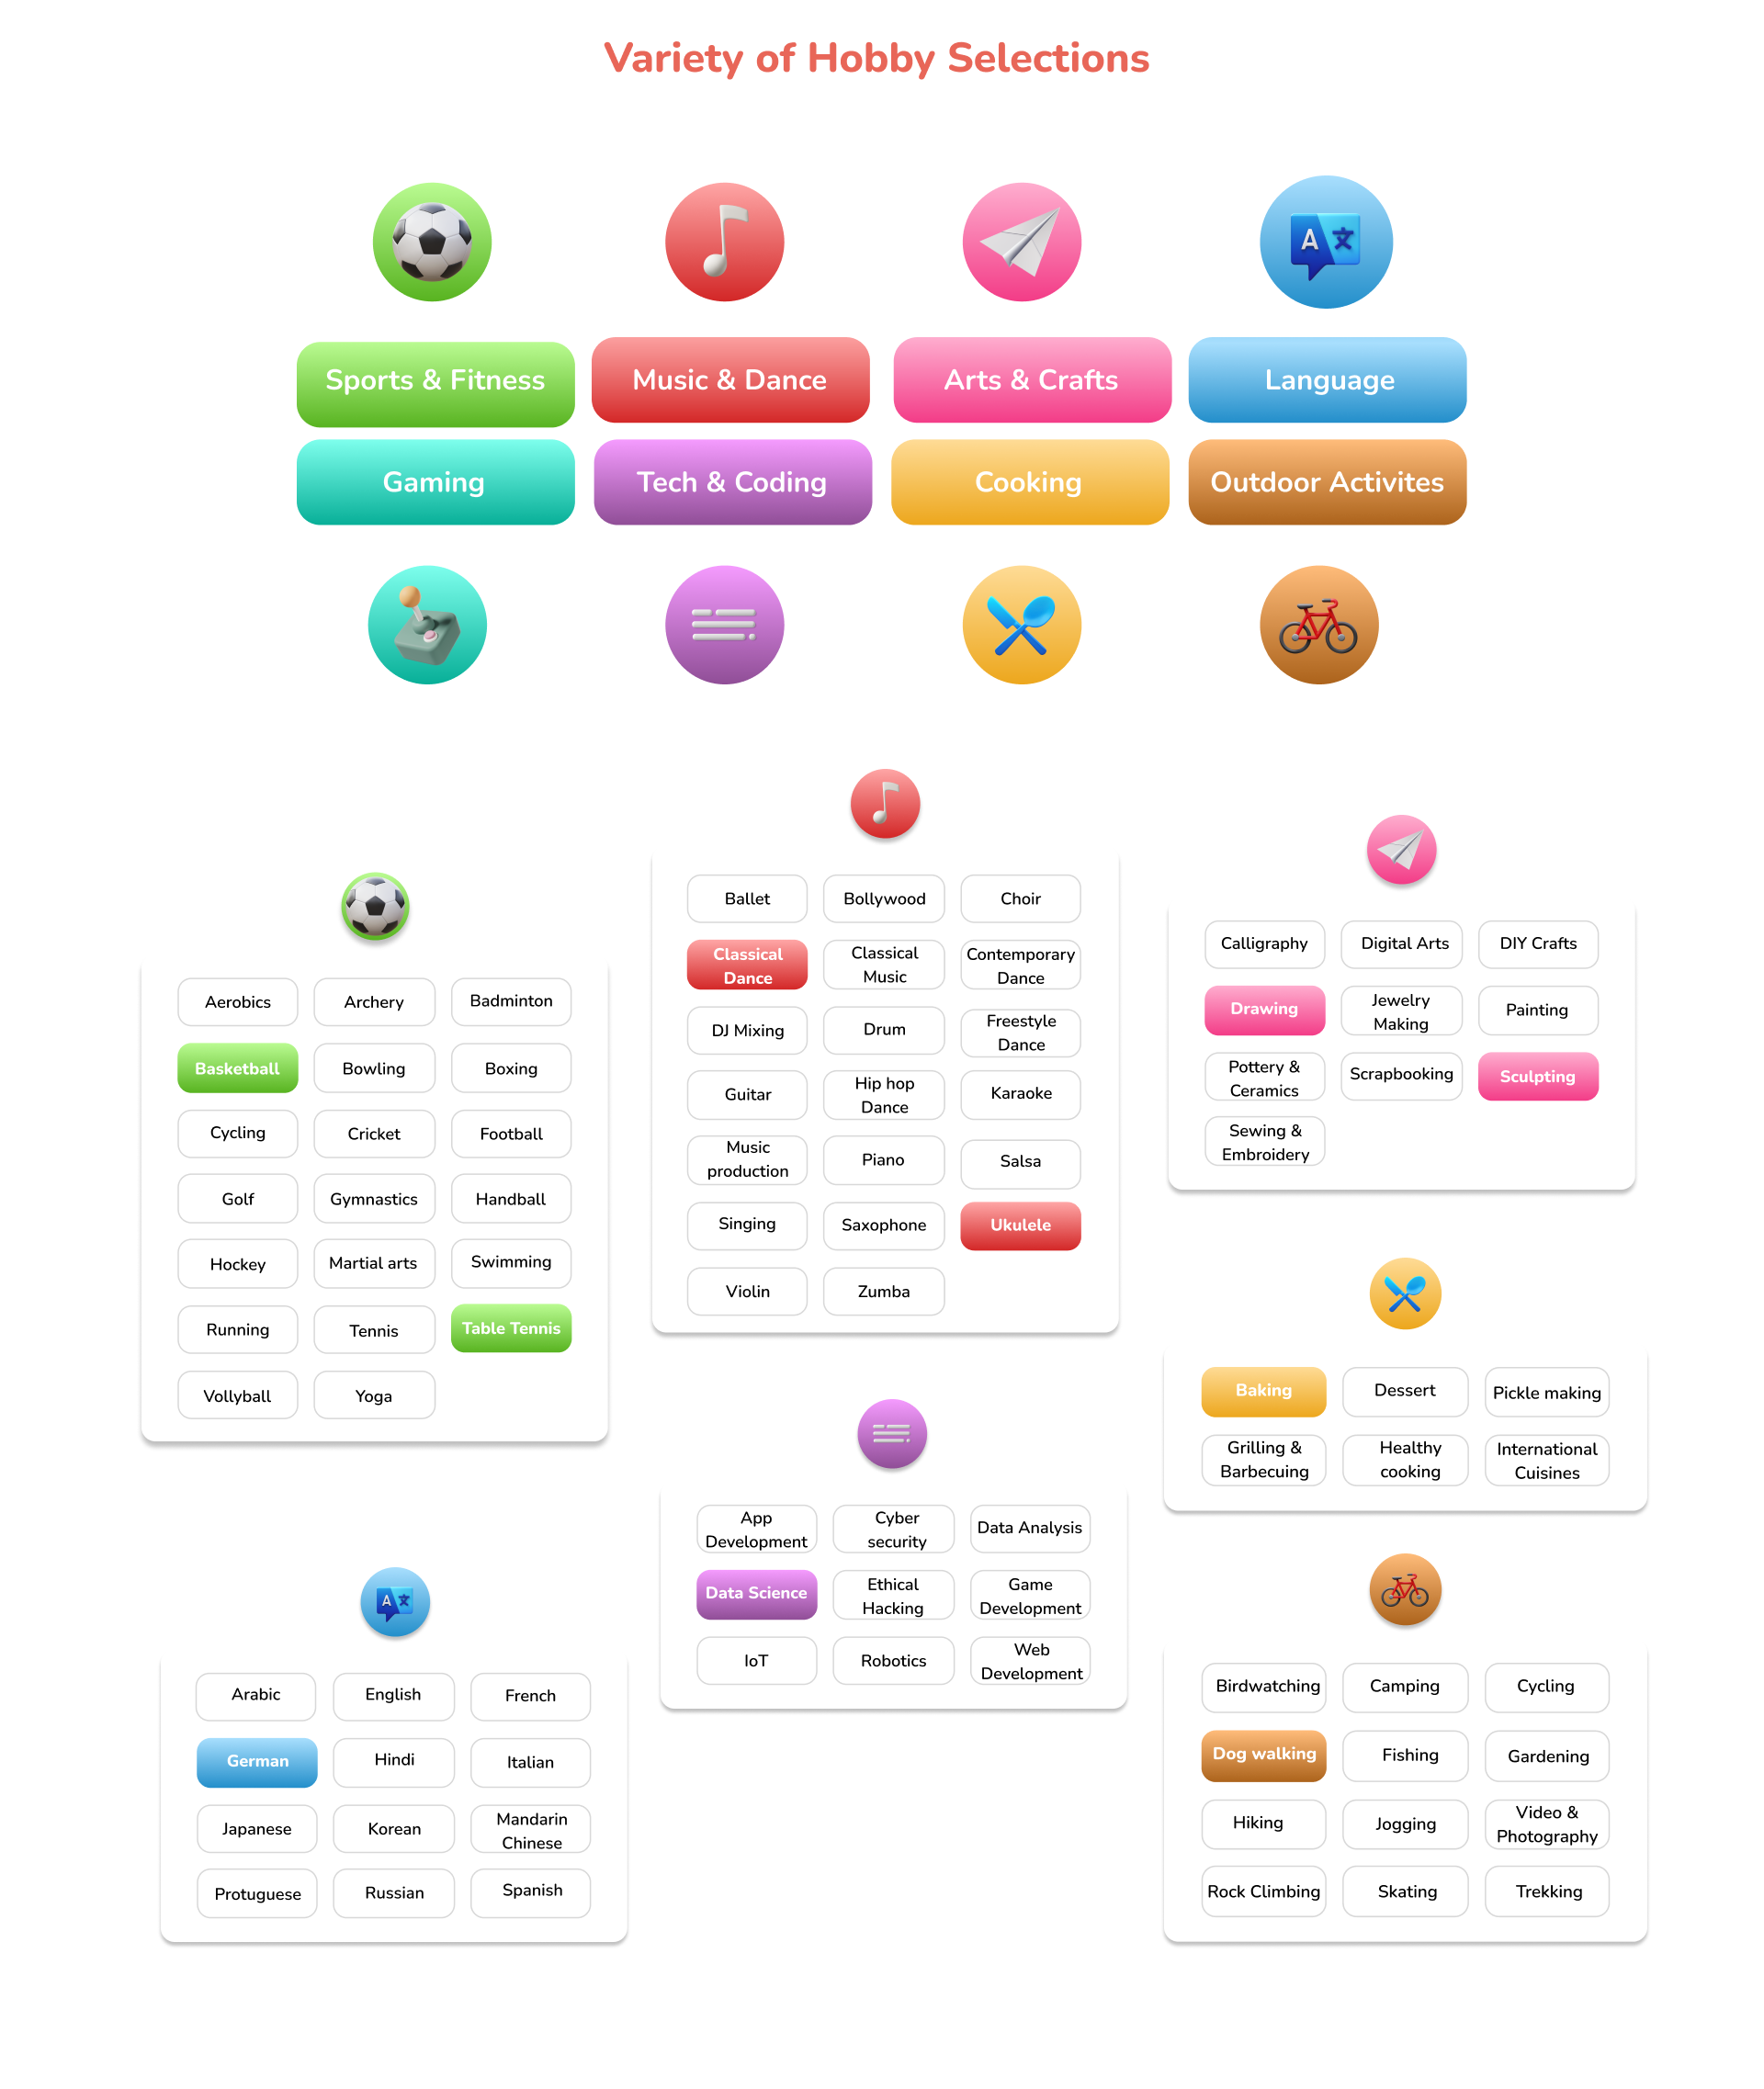 Variety of Hobby Selections
Sports & Fitness
Music & Dance
Arts & Crafts
Language
Gaming
Tech & Coding
Cooking
Outdoor Activites
Aerobics
Archery
Badminton
Basketball
Bowling
Boxing
Cycling
Cricket
Football
Golf
Gymnastics
Handball
Hockey
Martial arts
Swimming
Running
Tennis
Table Tennis
Vollyball
Yoga
Ballet
Bollywood
Choir
Classical
Dance
Classical
Music
Contemporary
Dance
DJ Mixing
Drum
Freestyle
Dance
Guitar
Hip hop
Dance
Karaoke
Music
production
Piano
Salsa
Singing
Saxophone
Ukulele
Violin
Zumba
Calligraphy
Digital Arts
DIY Crafts
Drawing
Jewelry
Making
Painting
Pottery &
Ceramics
Scrapbooking
Sculpting
Sewing &
Embroidery
Baking
Dessert
Pickle making
Grilling &
Barbecuing
Healthy
cooking
International
Cuisines
App
Development
Cyber
security
Data Analysis
Data Science
Ethical
Hacking
Game
Development
IoT
Robotics
Web
Development
A 文
Arabic
English
French
German
Hindi
Italian
Japanese
Korean
Mandarin
Chinese
Protuguese
Russian
Spanish
Birdwatching
Camping
Cycling
Dog walking
Fishing
Gardening
Hiking
Jogging
Video &
Photography
Rock Climbing
Skating
Trekking